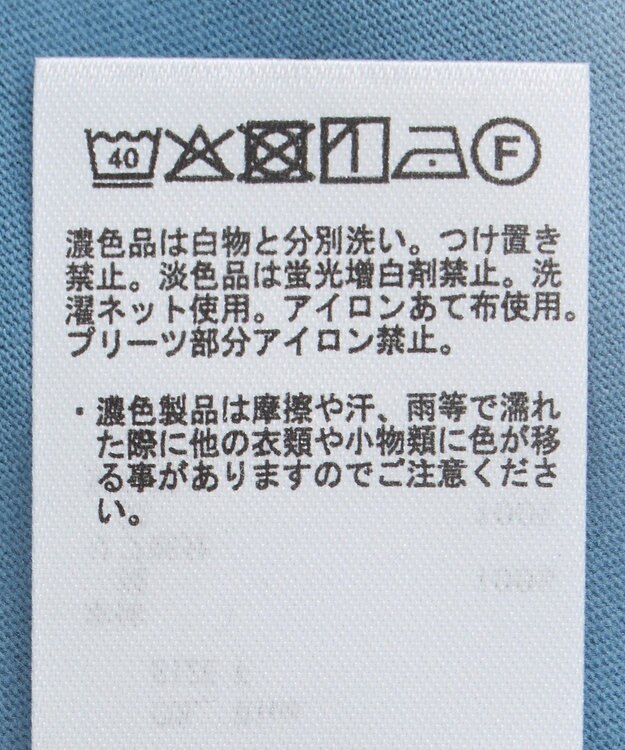 40 F
濃色品は白物と分別洗い。つけ置き
禁止。淡色品は蛍光増白剤禁止。洗
濯ネット使用。アイロンあて布使用。
プリーツ部分アイロン禁止。
・濃色製品は摩擦や汗、雨等で濡れ
た際に他の衣類や小物類に色が移
る事がありますのでご注意くださ
い。